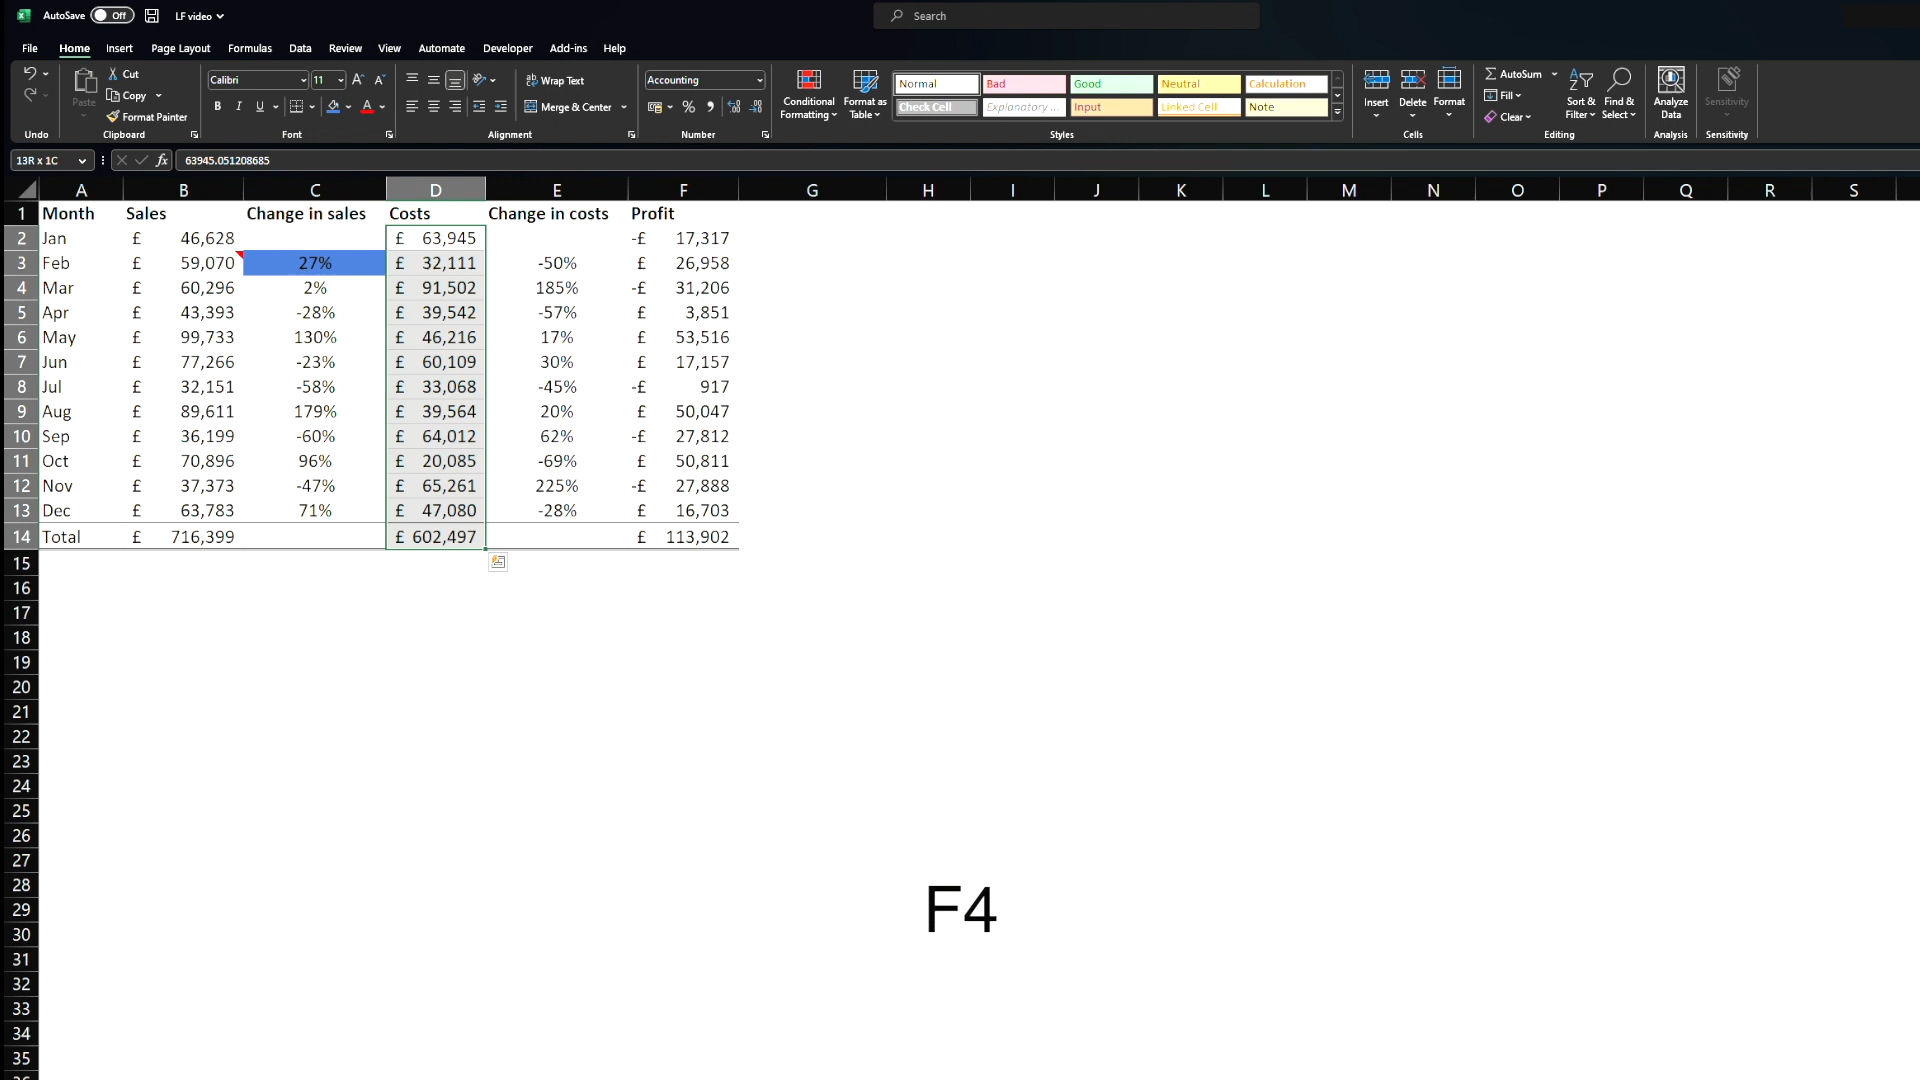 AutoSave Off LF video Search
File Home Insert Page Layout Formulas Data Review View Automate Developer Add-ins Help
Paste Cut Copy Format Painter
Calibri 11
B I U A
Wrap Text
Merge & Center
Accounting
%
Conditional Formatting
Format as Table
Normal Bad Good Neutral Calculation
Check Cell Explanatory ... Input Linked Cell Note
Insert Delete Format
AutoSum
Fill
Clear
Sort & Filter
Find & Select
Analyze Data
Sensitivity
Undo Clipboard Font Alignment Number Styles Cells Editing Analysis Sensitivity
13R x 1C fx 63945.051208685
A B C D E F G H I J K L M N O P Q R S
1 Month Sales Change in sales Costs Change in costs Profit
2 Jan £ 46,628 £ 63,945 -£ 17,317
3 Feb £ 59,070 27% £ 32,111 -50% £ 26,958
4 Mar £ 60,296 2% £ 91,502 185% -£ 31,206
5 Apr £ 43,393 -28% £ 39,542 -57% £ 3,851
6 May £ 99,733 130% £ 46,216 17% £ 53,516
7 Jun £ 77,266 -23% £ 60,109 30% £ 17,157
8 Jul £ 32,151 -58% £ 33,068 -45% -£ 917
9 Aug £ 89,611 179% £ 39,564 20% £ 50,047
10 Sep £ 36,199 -60% £ 64,012 62% -£ 27,812
11 Oct £ 70,896 96% £ 20,085 -69% £ 50,811
12 Nov £ 37,373 -47% £ 65,261 225% -£ 27,888
13 Dec £ 63,783 71% £ 47,080 -28% £ 16,703
14 Total £ 716,399 £ 602,497 £ 113,902
15
16
17
18
19
20
21
22
23
24
25
26
27
28
29
F4
30
31
32
33
34
35